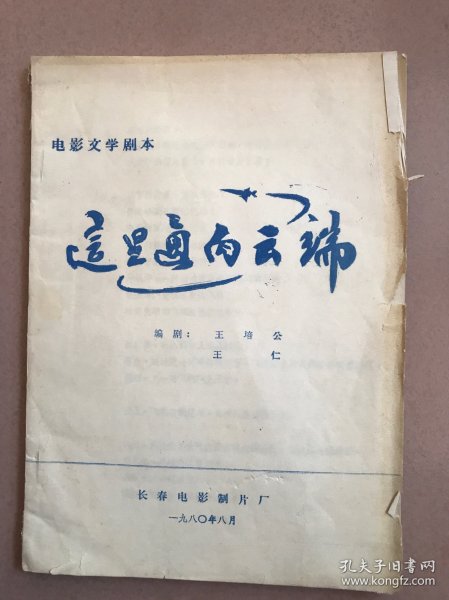 电影文学剧本
這里通向云端
编剧：王培公
王仁
长春电影制片厂
一九八〇年八月
孔夫子旧书网
www.kongfz.com